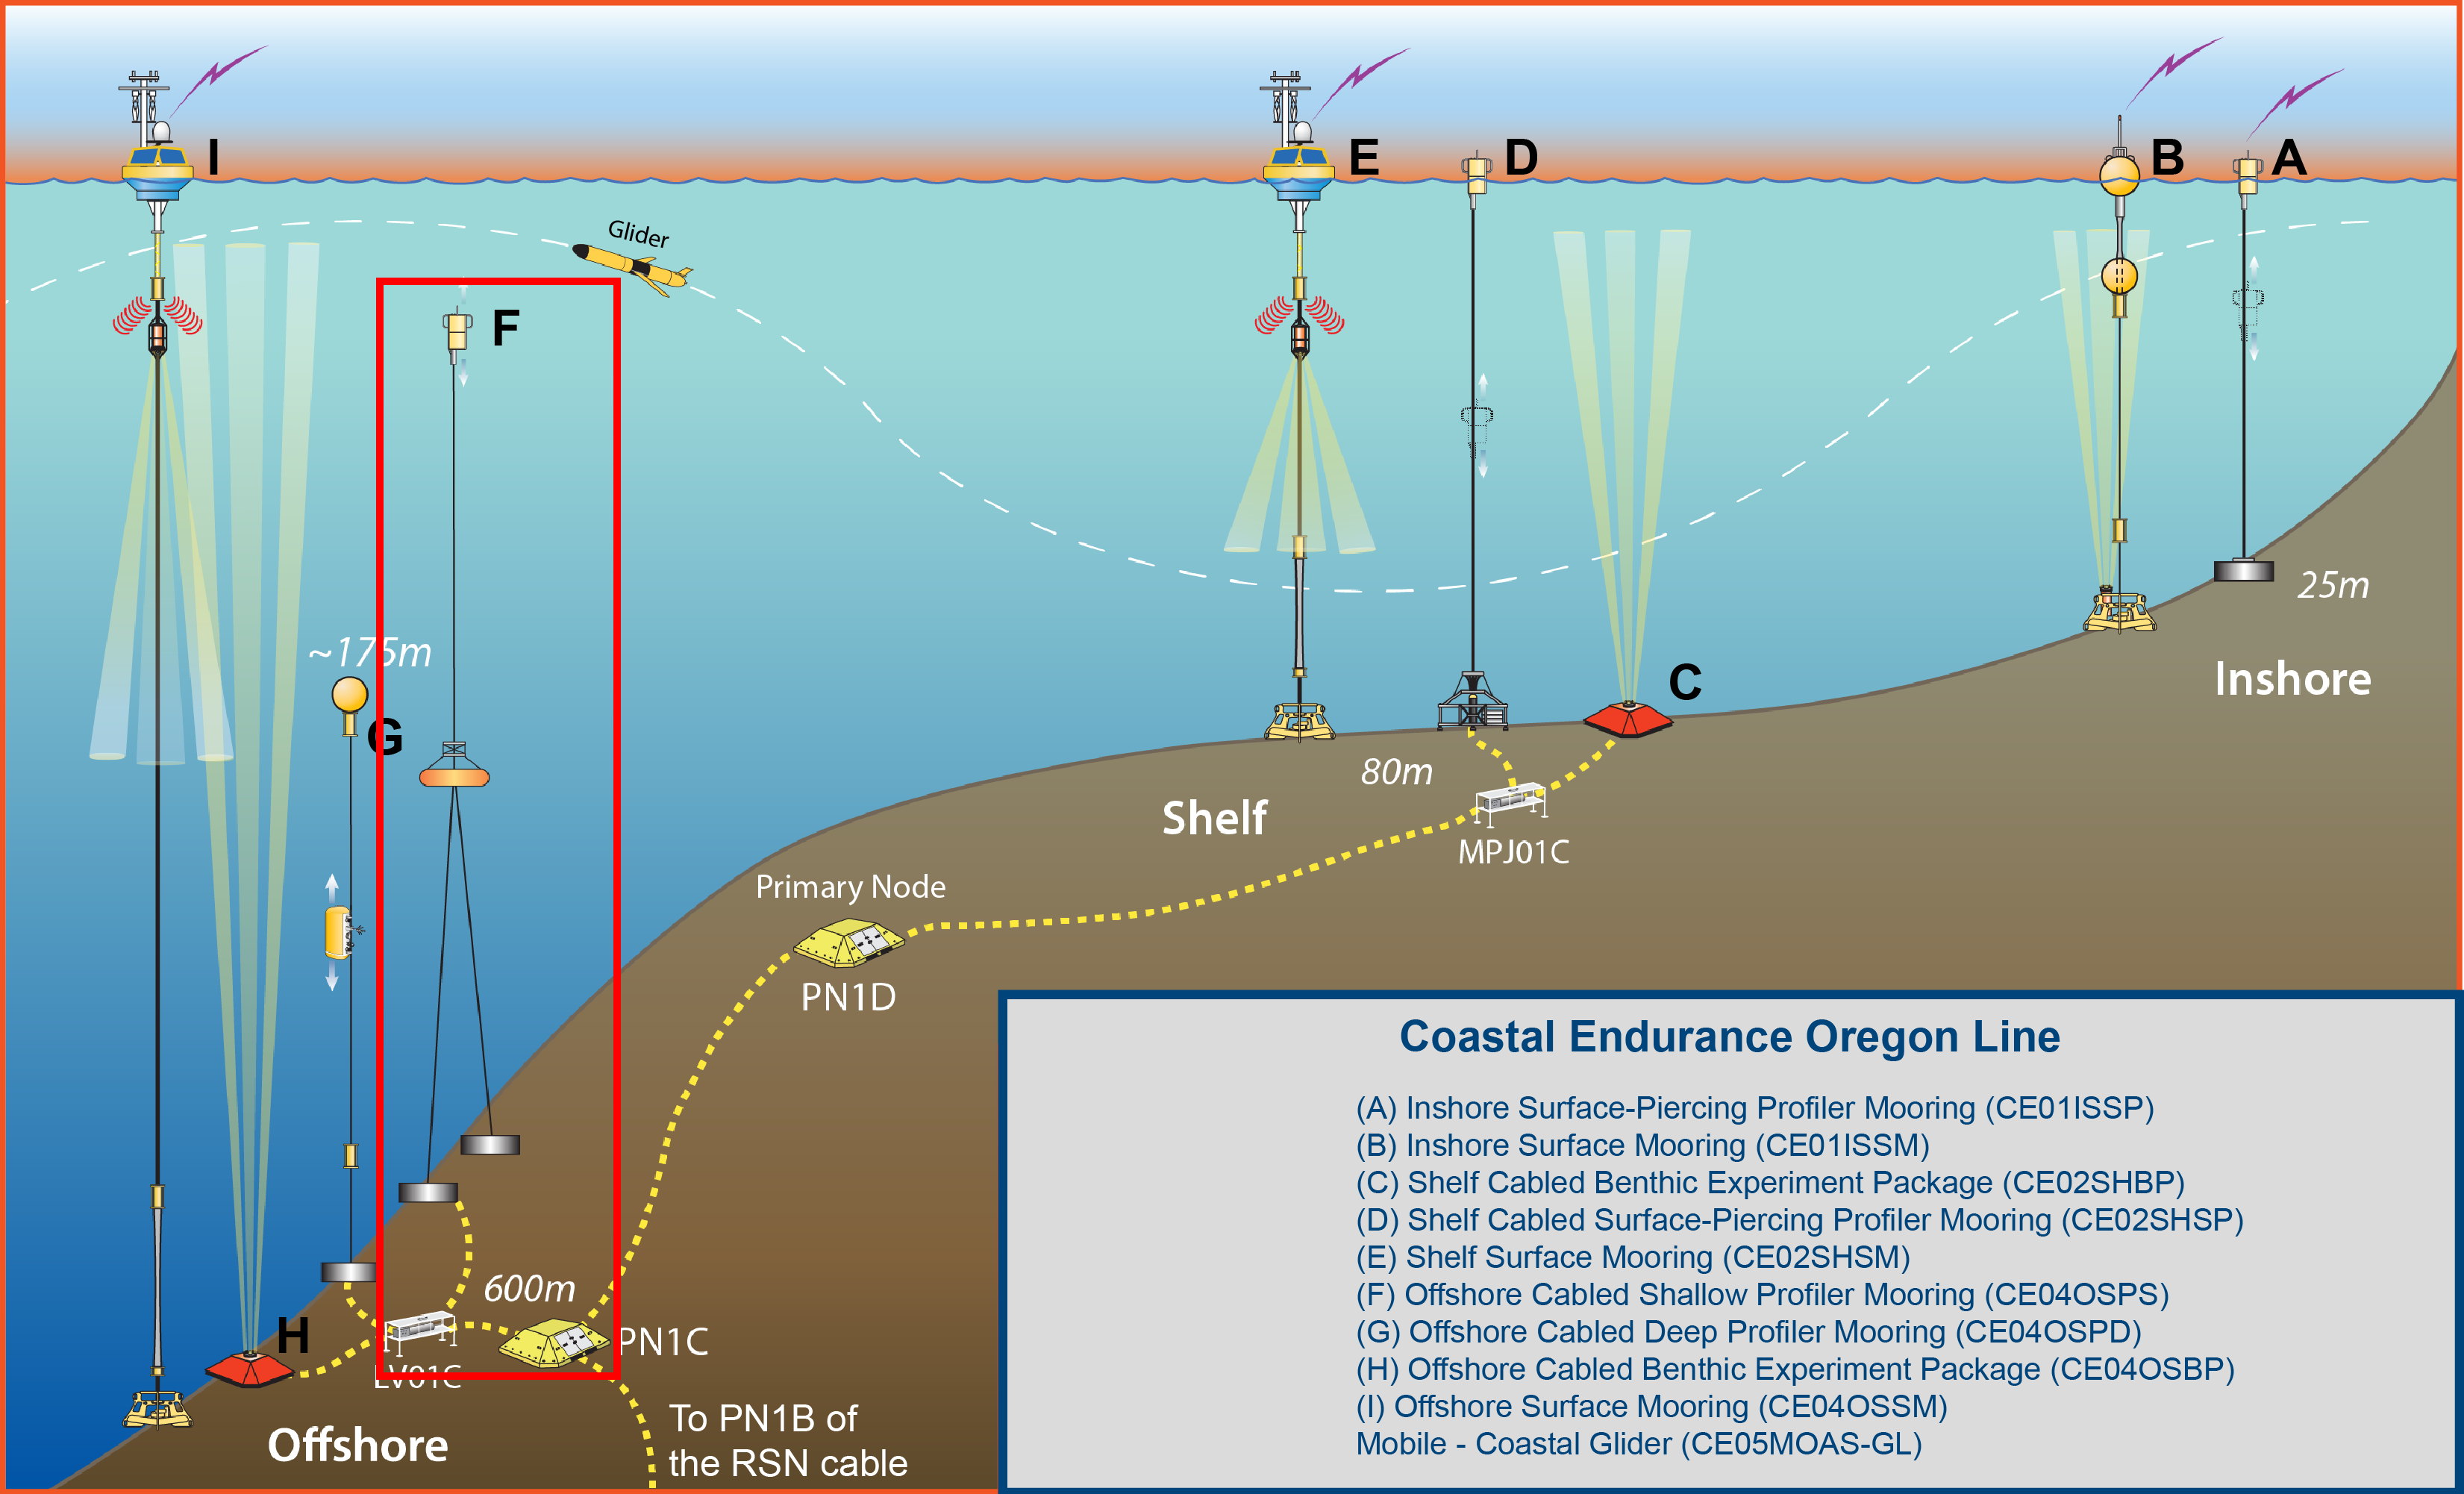 I
E
D
B
A
Glider
F
~175m
G
C
25m
Inshore
80m
Shelf
MPJ01C
Primary Node
PN1D
600m
H
PN1C
LV01C
To PN1B of
the RSN cable
Offshore
Coastal Endurance Oregon Line
(A) Inshore Surface-Piercing Profiler Mooring (CE01ISSP)
(B) Inshore Surface Mooring (CE01ISSM)
(C) Shelf Cabled Benthic Experiment Package (CE02SHBP)
(D) Shelf Cabled Surface-Piercing Profiler Mooring (CE02SHSP)
(E) Shelf Surface Mooring (CE02SHSM)
(F) Offshore Cabled Shallow Profiler Mooring (CE04OSPS)
(G) Offshore Cabled Deep Profiler Mooring (CE04OSPD)
(H) Offshore Cabled Benthic Experiment Package (CE04OSBP)
(I) Offshore Surface Mooring (CE04OSSM)
Mobile - Coastal Glider (CE05MOAS-GL)